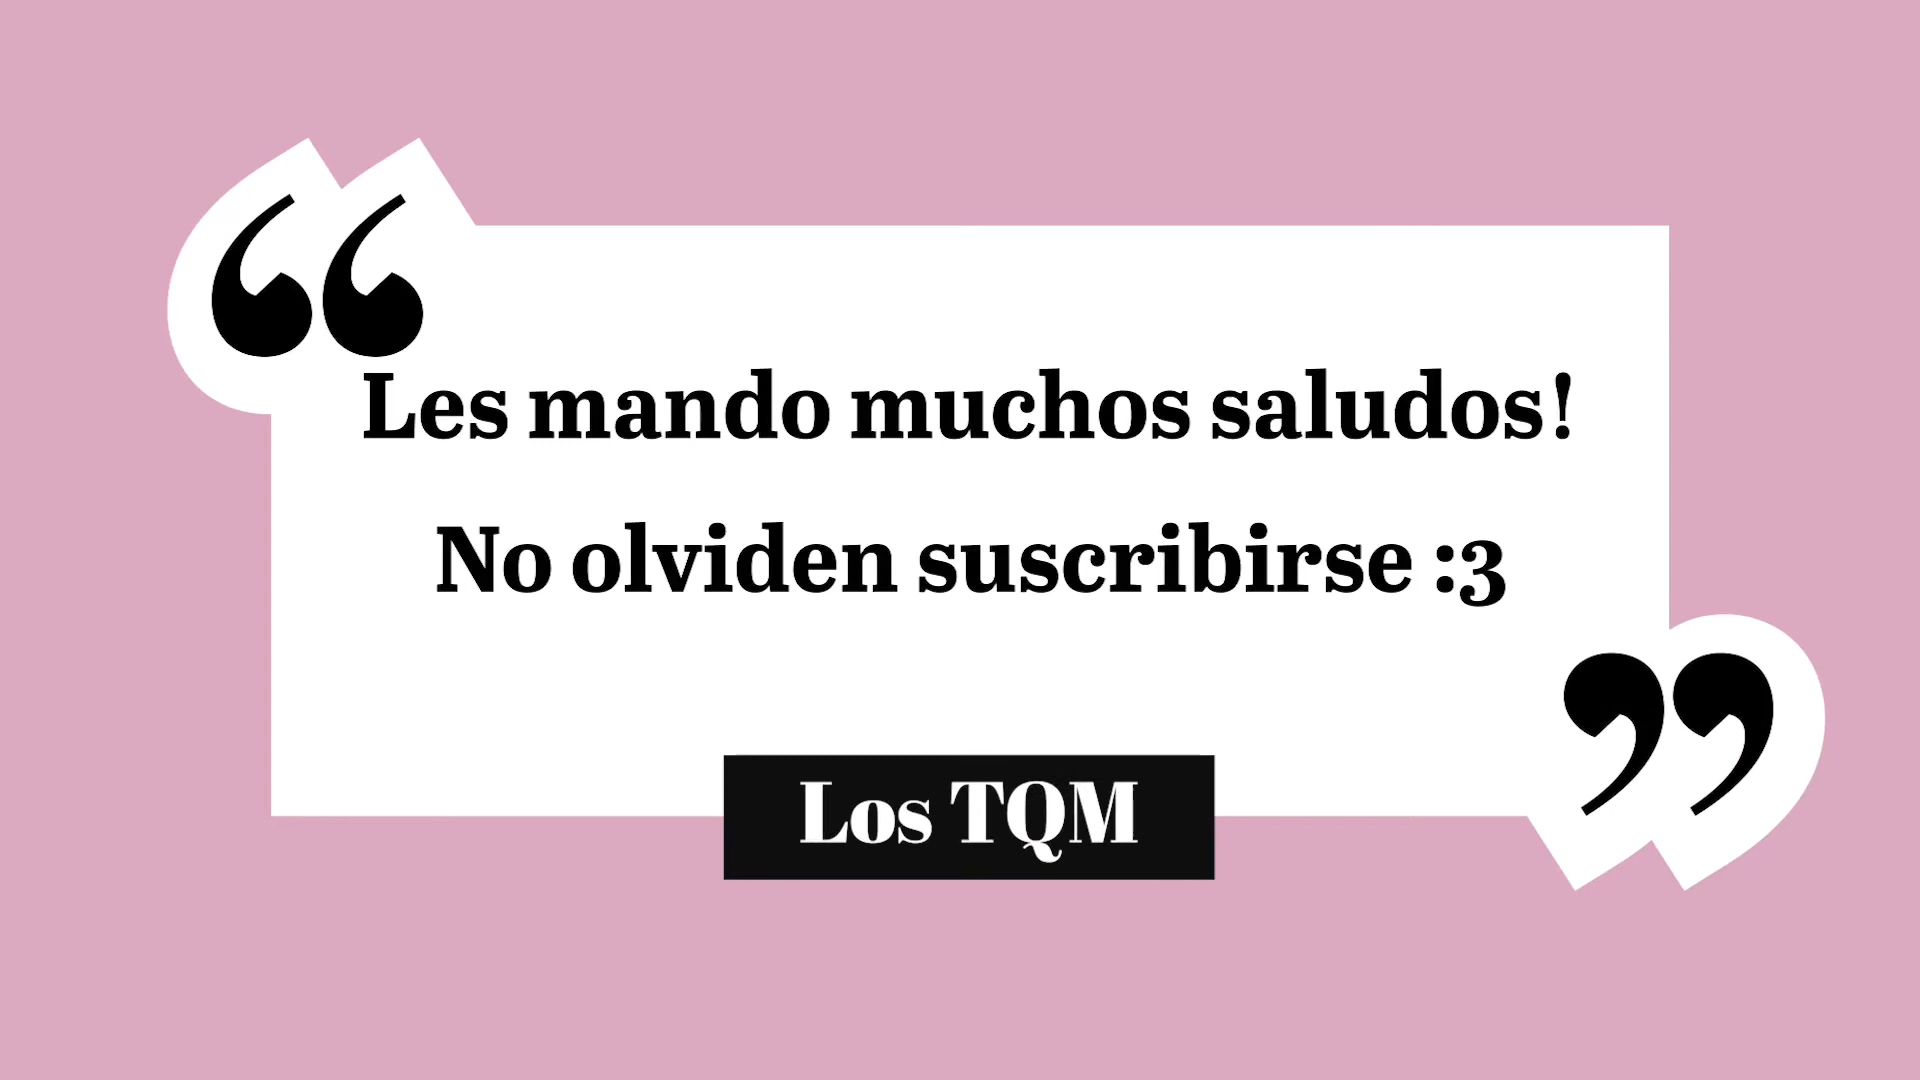 “
Les mando muchos saludos!
No olviden suscribirse :3
”
Los TQM